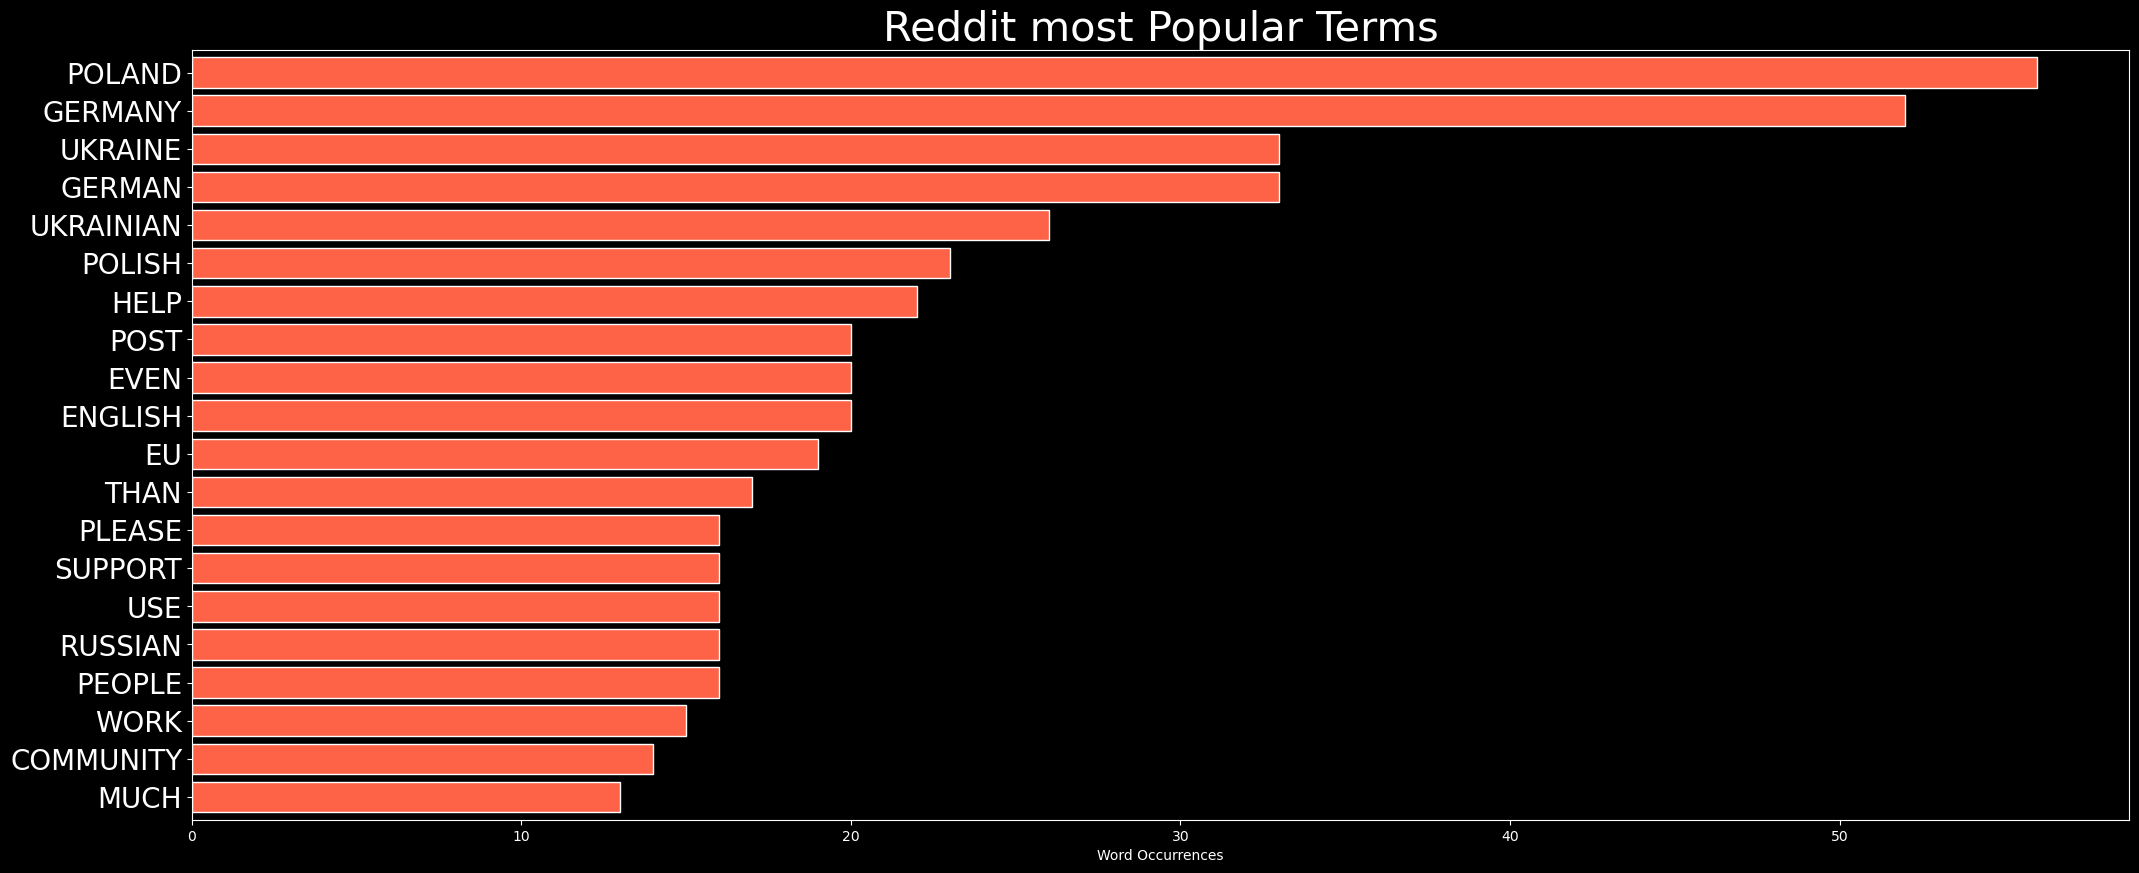 Reddit most Popular Terms
POLAND
GERMANY
UKRAINE
GERMAN
UKRAINIAN
POLISH
HELP
POST
EVEN
ENGLISH
EU
THAN
PLEASE
SUPPORT
USE
RUSSIAN
PEOPLE
WORK
COMMUNITY
MUCH
0 10 20 30 40 50
Word Occurrences